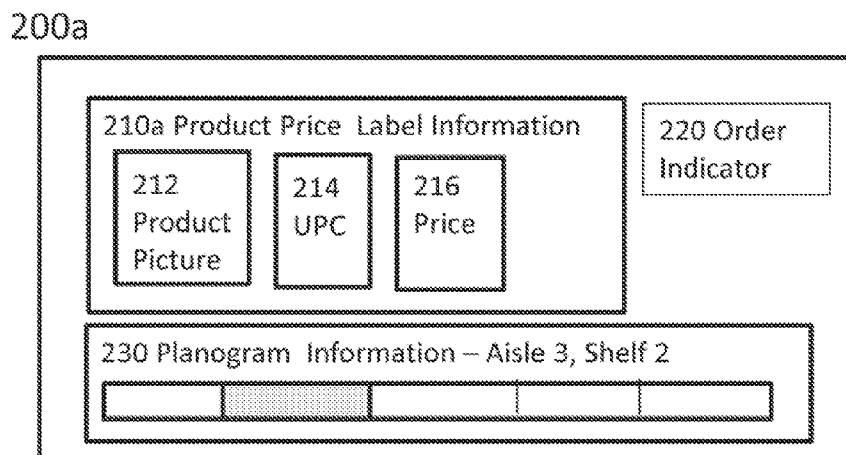 200a
210a Product Price Label Information
212
Product
Picture
214
UPC
216
Price
220 Order
Indicator
230 Planogram Information – Aisle 3, Shelf 2